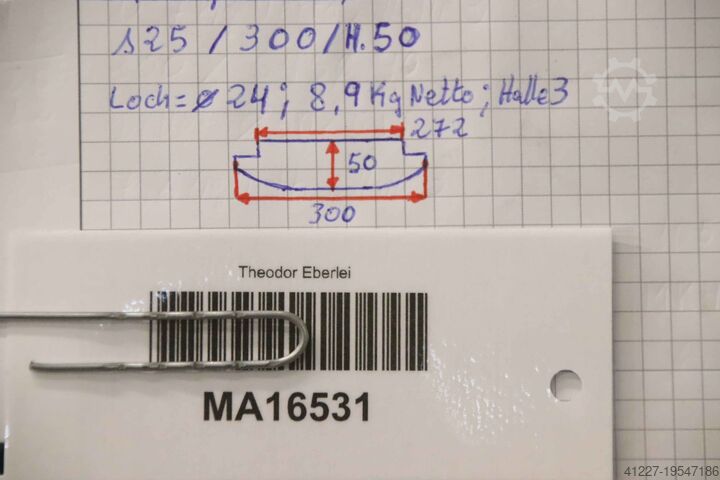 s25 / 300 / H.50
Loch = ø 24 ; 8,9 Kg Netto ; Halle 3
272
50
300
Theodor Eberlei
MA16531
41227-19547186